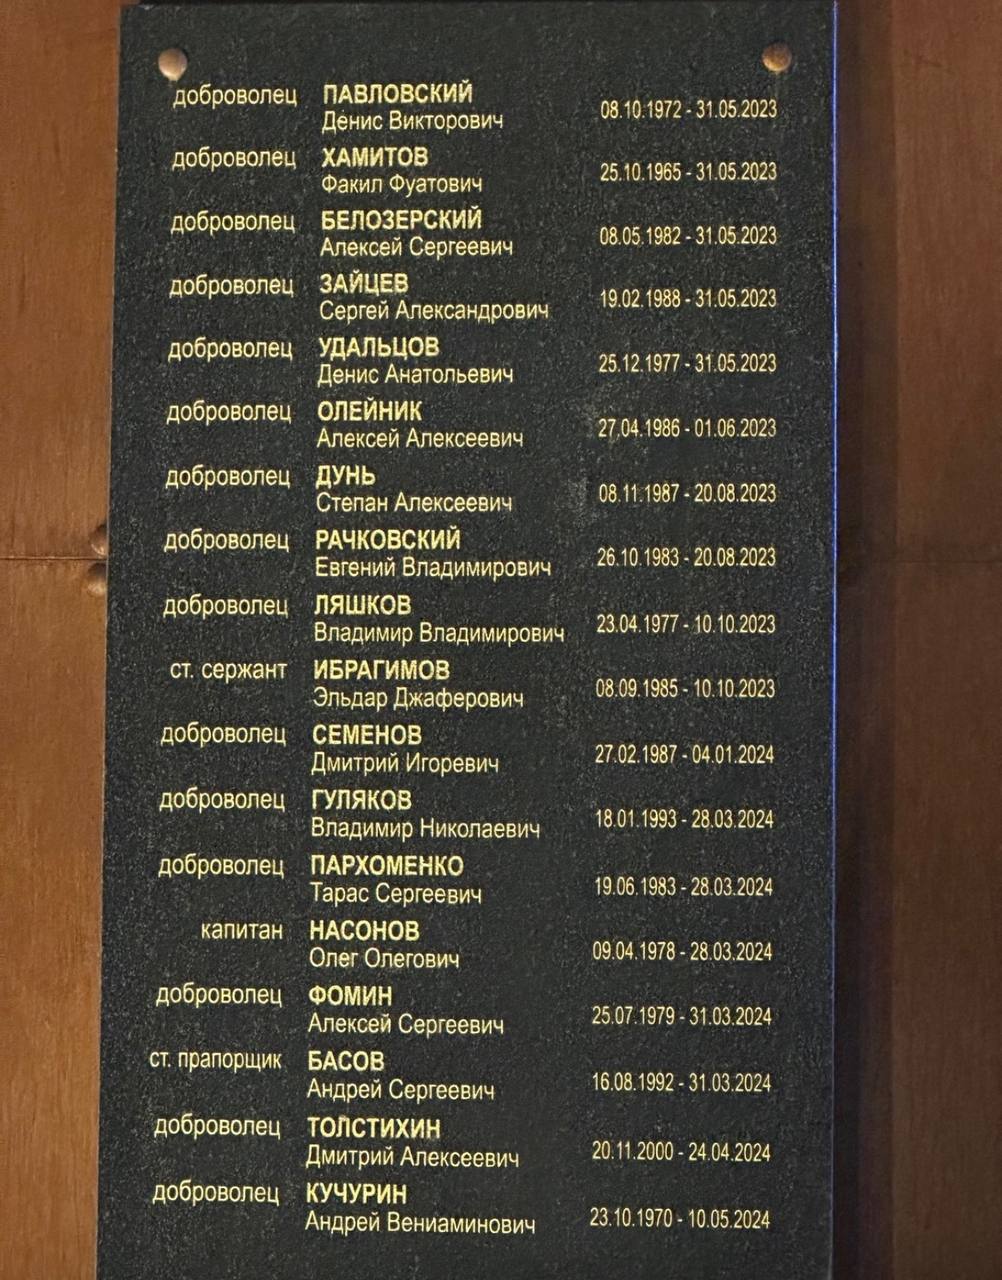 доброволец ПАВЛОВСКИЙ
Денис Викторович 08.10.1972 - 31.05.2023
доброволец ХАМИТОВ
Факил Фуатович 25.10.1965 - 31.05.2023
доброволец БЕЛОЗЕРСКИЙ
Алексей Сергеевич 08.05.1982 - 31.05.2023
доброволец ЗАЙЦЕВ
Сергей Александрович 19.02.1988 - 31.05.2023
доброволец УДАЛЬЦОВ
Денис Анатольевич 25.12.1977 - 31.05.2023
доброволец ОЛЕЙНИК
Алексей Алексеевич 27.04.1986 - 01.06.2023
доброволец ДУНЬ
Степан Алексеевич 08.11.1987 - 20.08.2023
доброволец РАЧКОВСКИЙ
Евгений Владимирович 26.10.1983 - 20.08.2023
доброволец ЛЯШКОВ
Владимир Владимирович 23.04.1977 - 10.10.2023
ст. сержант ИБРАГИМОВ
Эльдар Джаферович 08.09.1985 - 10.10.2023
доброволец СЕМЕНОВ
Дмитрий Игоревич 27.02.1987 - 04.01.2024
доброволец ГУЛЯКОВ
Владимир Николаевич 18.01.1993 - 28.03.2024
доброволец ПАРХОМЕНКО
Тарас Сергеевич 19.06.1983 - 28.03.2024
капитан НАСОНОВ
Олег Олегович 09.04.1978 - 28.03.2024
доброволец ФОМИН
Алексей Сергеевич 25.07.1979 - 31.03.2024
ст. прапорщик БАСОВ
Андрей Сергеевич 16.08.1992 - 31.03.2024
доброволец ТОЛСТИХИН
Дмитрий Алексеевич 20.11.2000 - 24.04.2024
доброволец КУЧУРИН
Андрей Вениаминович 23.10.1970 - 10.05.2024